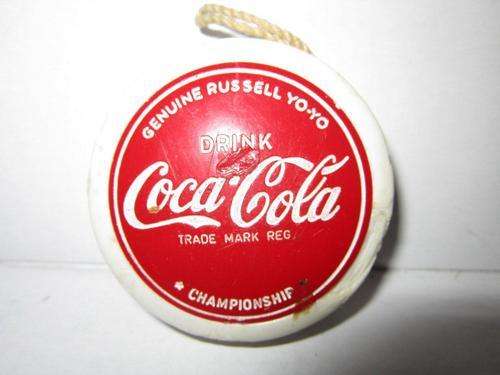 GENUINE RUSSELL YO-YO
DRINK
Coca-Cola
TRADE MARK REG.
★ CHAMPIONSHIP